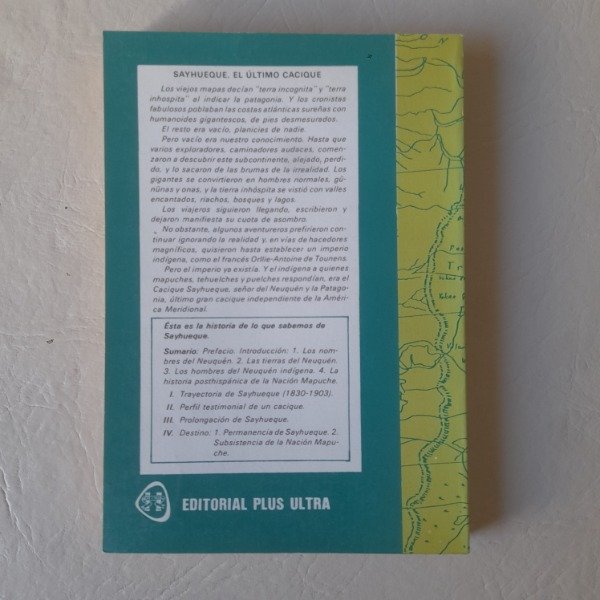 SAYHUEQUE. EL ÚLTIMO CACIQUE
Los viejos mapas decían "terra incognita" y "terra
inhospita" al indicar la patagonia. Y los cronistas
fabulosos poblaban las costas atlánticas sureñas con
humanoides gigantescos, de pies desmesurados.
El resto era vacío, planicies de nadie.
Pero vacío era nuestro conocimiento. Hasta que
varios exploradores, caminadores audaces, comen-
zaron a descubrir este subcontinente, alejado, perdi-
do, y lo sacaron de las brumas de la irrealidad. Los
gigantes se convirtieron en hombres normales, gü-
nünas y onas, y la tierra inhóspita se vistió con valles
encantados, riachos, bosques y lagos.
Los viajeros siguieron llegando, escribieron y
dejaron manifiesta su cuota de asombro.
No obstante, algunos aventureros prefirieron con-
tinuar ignorando la realidad y, en vías de hacedores
magníficos, quisieron hasta establecer un imperio
indígena, como el francés Orllie-Antoine de Tounens.
Pero el imperio ya existía. Y el indígena a quienes
mapuches, tehuelches y puelches respondían, era el
Cacique Sayhueque, señor del Neuquén y la Patago-
nia, último gran cacique independiente de la Améri-
ca Meridional.
Esta es la historia de lo que sabemos de
Sayhueque.
Sumario: Prefacio. Introducción: 1. Los nom-
bres del Neuquén. 2. Las tierras del Neuquén.
3. Los hombres del Neuquén indígena. 4. La
historia posthispánica de la Nación Mapuche.
I. Trayectoria de Sayhueque (1830-1903).
II. Perfil testimonial de un cacique.
III. Prolongación de Sayhueque.
IV. Destino: 1. Permanencia de Sayhueque. 2.
Subsistencia de la Nación Mapu-
che.
EDITORIAL PLUS ULTRA